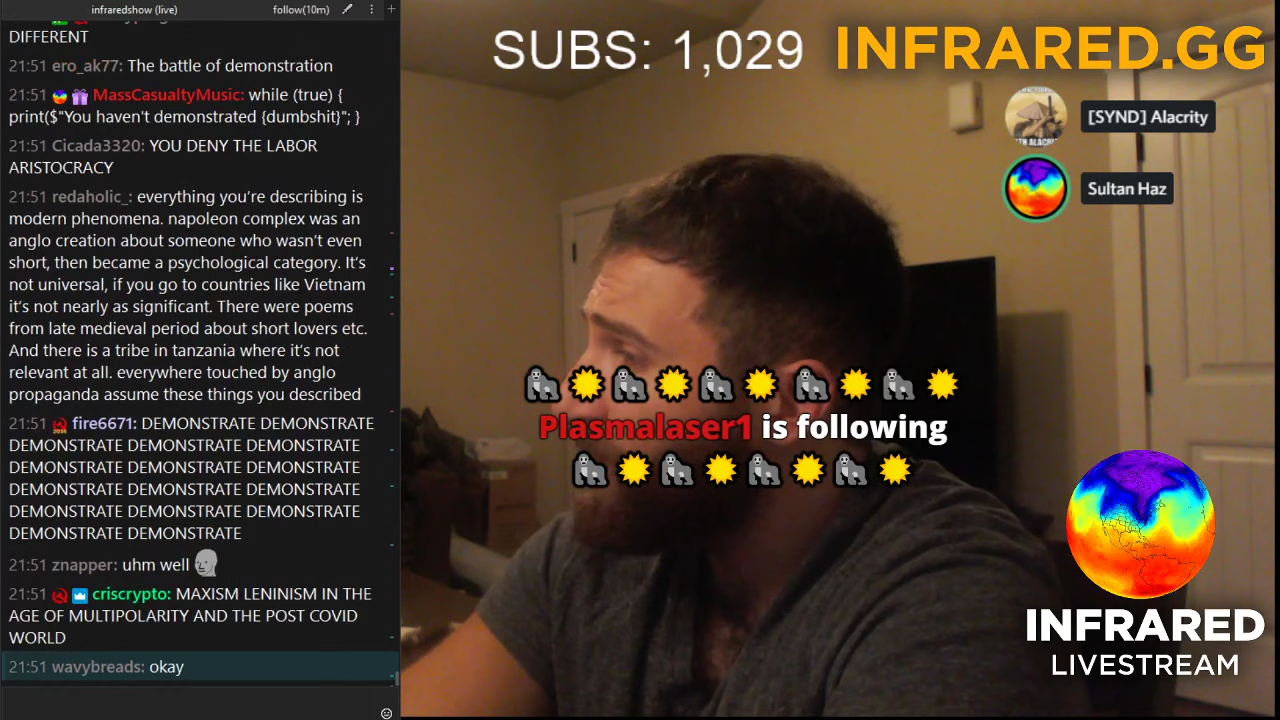 infraredshow (live)
follow(10m)
DIFFERENT
21:51 ero_ak77: The battle of demonstration
21:51 MassCasualtyMusic: while (true) {
print($"You haven't demonstrated {dumbshit}"; }
21:51 Cicada3320: YOU DENY THE LABOR
ARISTOCRACY
21:51 redaholic_: everything you're describing is
modern phenomena. napoleon complex was an
anglo creation about someone who wasn't even
short, then became a psychological category. It's
not universal, if you go to countries like Vietnam
it's not nearly as significant. There were poems
from late medieval period about short lovers etc.
And there is a tribe in tanzania where it's not
relevant at all. everywhere touched by anglo
propaganda assume these things you described
21:51 fire6671: DEMONSTRATE DEMONSTRATE
DEMONSTRATE DEMONSTRATE DEMONSTRATE
DEMONSTRATE DEMONSTRATE DEMONSTRATE
DEMONSTRATE DEMONSTRATE DEMONSTRATE
DEMONSTRATE DEMONSTRATE DEMONSTRATE
DEMONSTRATE DEMONSTRATE
21:51 znapper: uhm well
21:51 criscrypto: MAXISM LENINISM IN THE
AGE OF MULTIPOLARITY AND THE POST COVID
WORLD
21:51 wavybreads: okay
SUBS: 1,029
INFRARED.GG
[SYND] Alacrity
Sultan Haz
Plasmalaser1 is following
INFRARED
LIVESTREAM